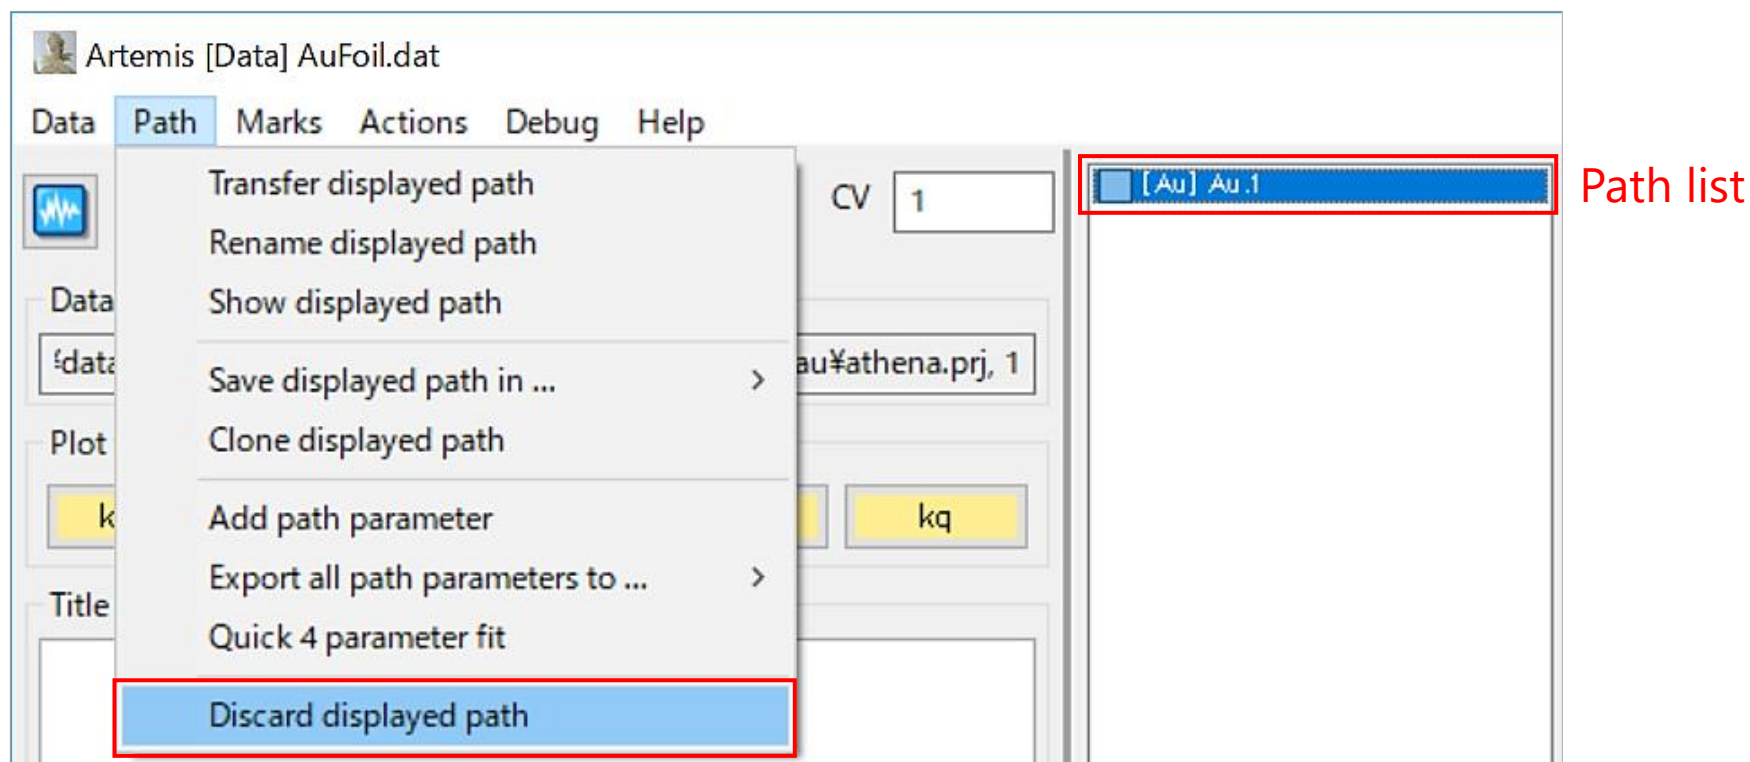 Artemis [Data] AuFoil.dat
Data Path Marks Actions Debug Help
Transfer displayed path
CV 1
[Au] Au.1
Path list
Rename displayed path
Data
Show displayed path
data
au¥athena.prj, 1
Save displayed path in ...
Plot
Clone displayed path
k
Add path parameter
kq
Export all path parameters to ...
Title
Quick 4 parameter fit
Discard displayed path